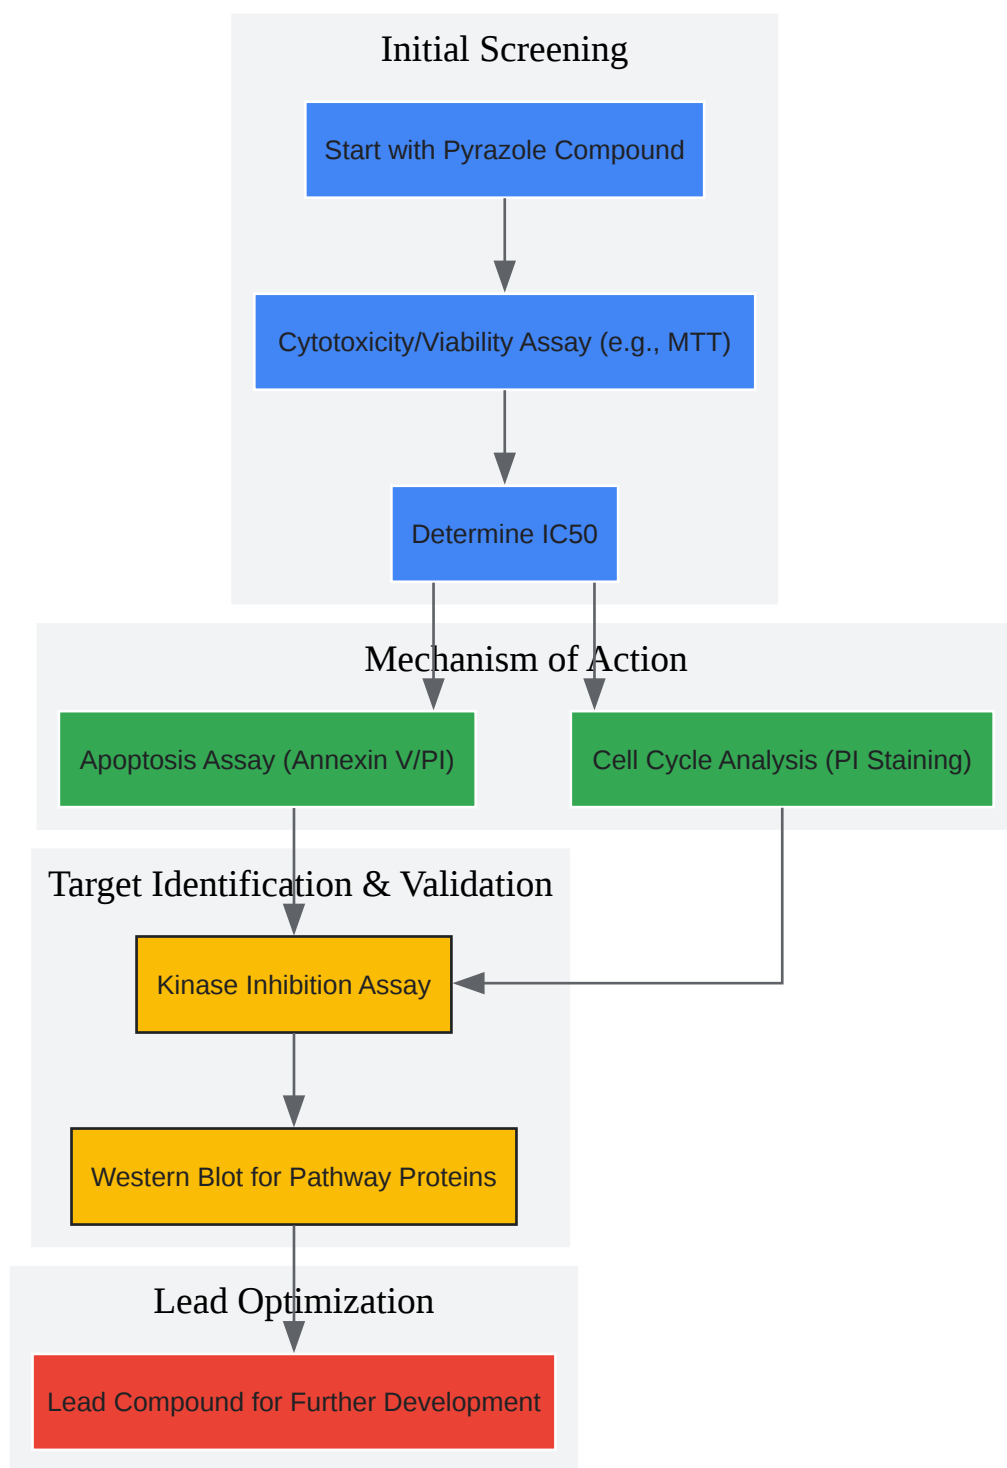 Initial Screening
Start with Pyrazole Compound
Cytotoxicity/Viability Assay (e.g., MTT)
Determine IC50
Mechanism of Action
Apoptosis Assay (Annexin V/PI)
Cell Cycle Analysis (PI Staining)
Target Identification & Validation
Kinase Inhibition Assay
Western Blot for Pathway Proteins
Lead Optimization
Lead Compound for Further Development